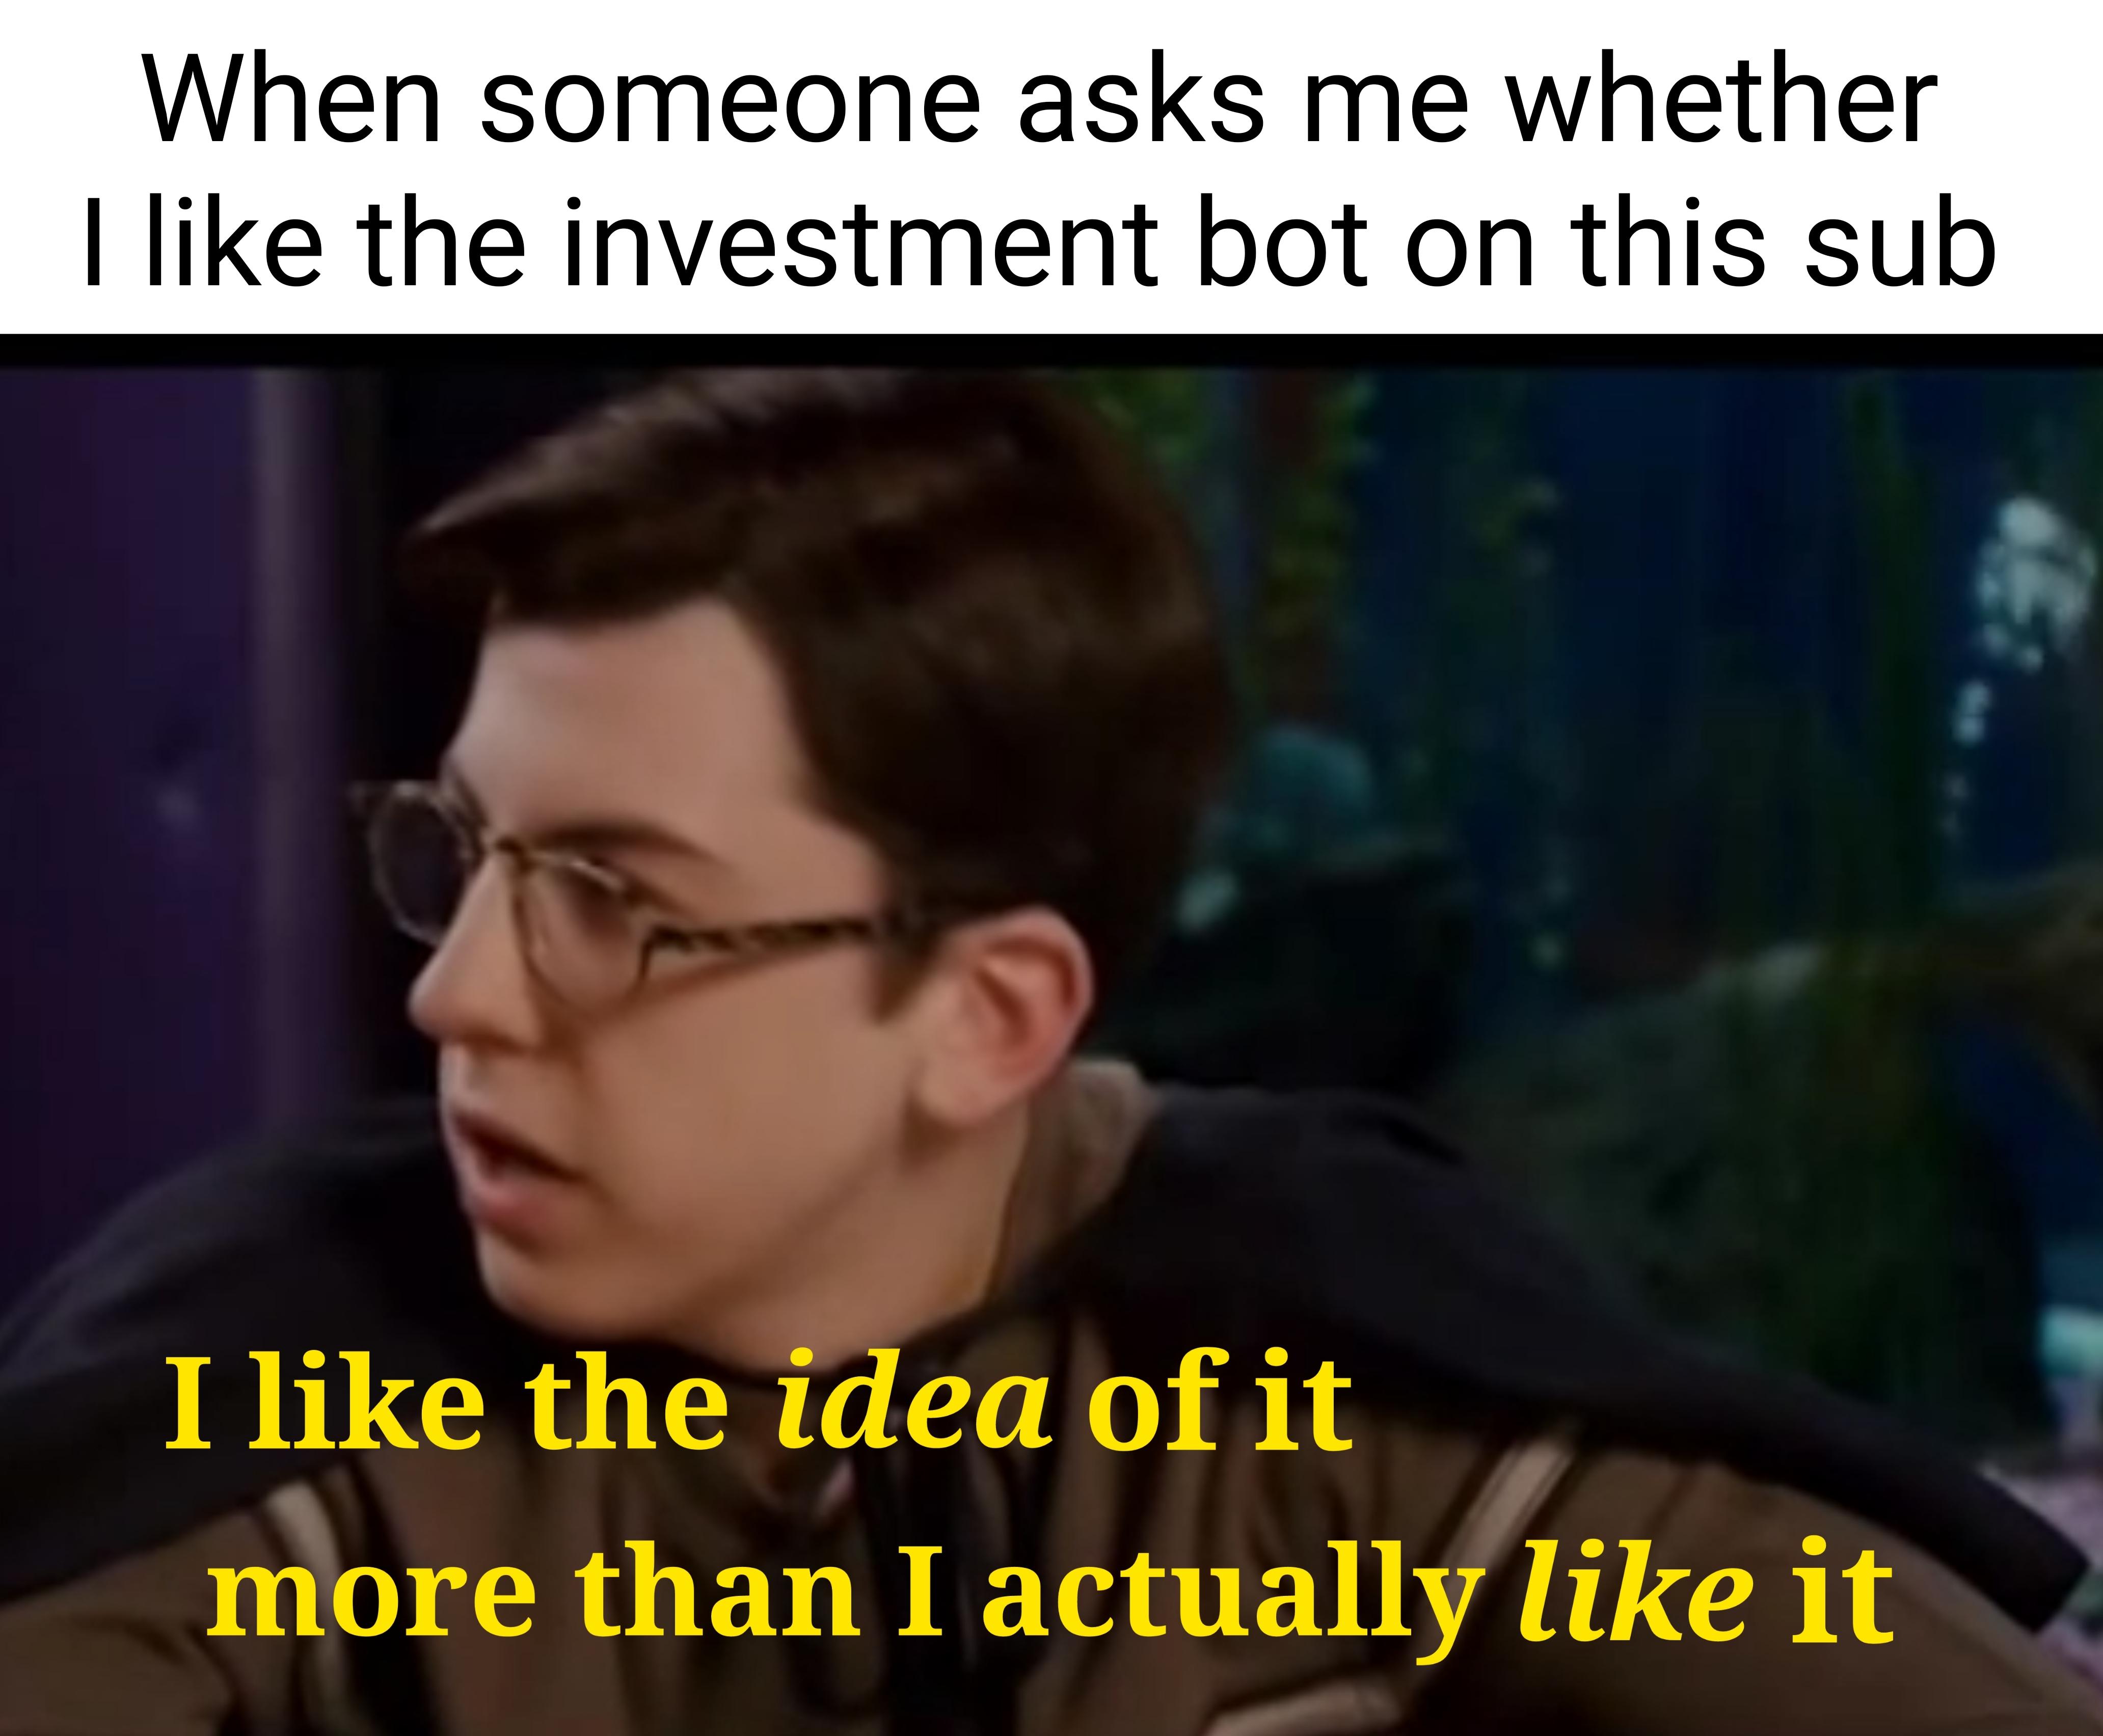 When someone asks me whether
I like the investment bot on this sub
I like the idea of it
more than I actually like it